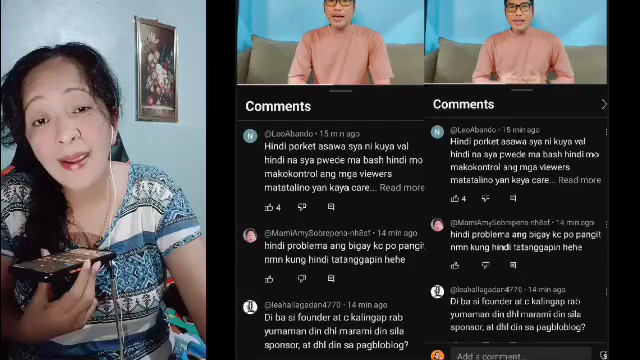 Comments
@LeoAbando · 15 min ago
Hindi porket asawa sya ni kuya val
hindi na sya pwede ma bash hindi mo
makokontrol ang mga viewers
matatalino yan kaya care... Read more
4
@MamiAmySobrepena-nh8sf · 14 min ago
hindi problema ang bigay kc po pangit
nmn kung hindi tatanggapin hehe
@leahallagadan4770 · 14 min ago
Di ba si founder at c kalingap rab
yumaman din dhl marami din sila
sponsor, at dhl din sa pagbloblog?
Comments
@LeoAbando · 15 min ago
Hindi porket asawa sya ni kuya val
hindi na sya pwede ma bash hindi mo
makokontrol ang mga viewers
matatalino yan kaya care... Read more
4
@MamiAmySobrepena-nh8sf · 14 min ago
hindi problema ang bigay kc po pangit
nmn kung hindi tatanggapin hehe
@leahallagadan4770 · 14 min ago
Di ba si founder at c kalingap rab
yumaman din dhl marami din sila
sponsor, at dhl din sa pagbloblog?
Add a comment...